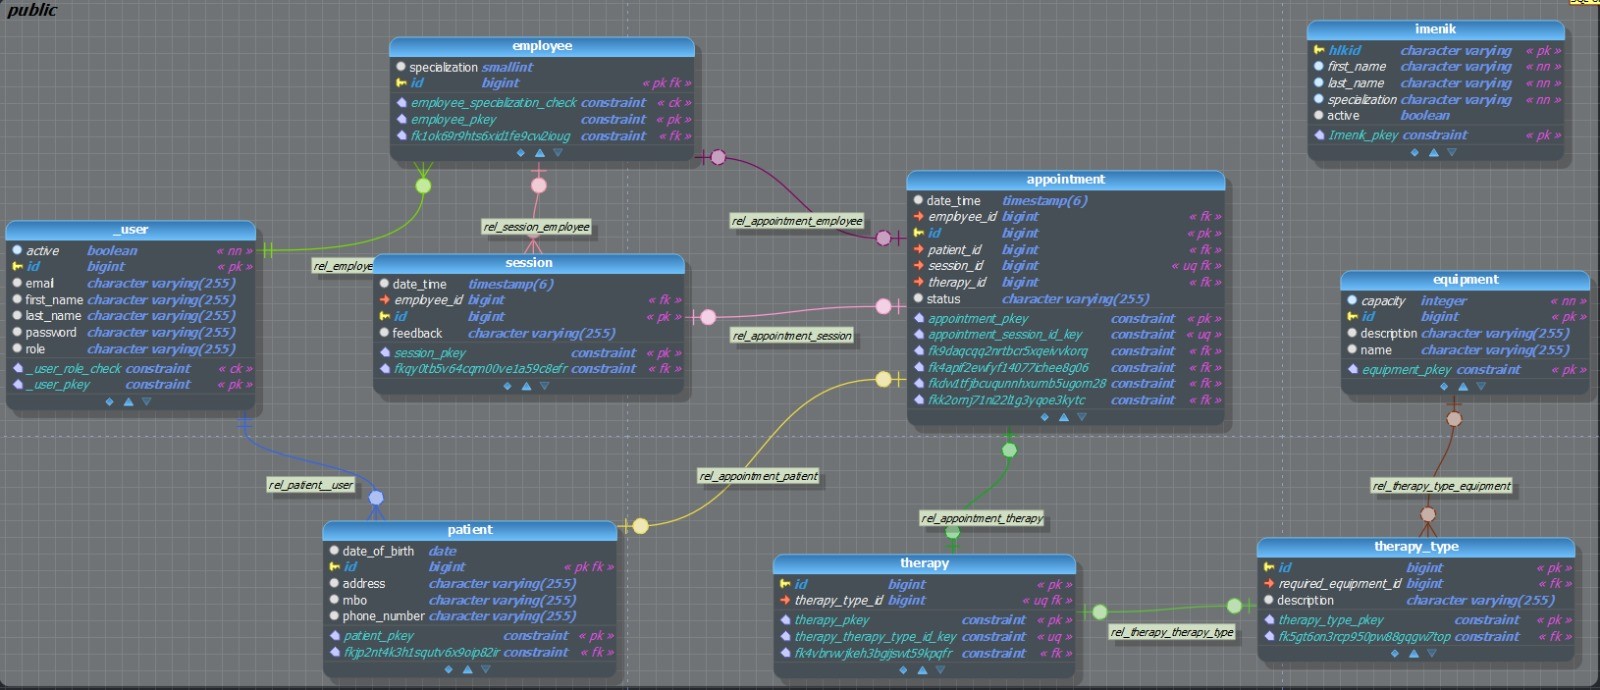 public
employee
specialization smallint
id bigint « pk fk »
employee_specialization_check constraint « ck »
employee_pkey constraint « pk »
fk1ok69r9hts6xid1fe9cw2ioug constraint « fk »
imenik
hlkid character varying « pk »
first_name character varying « nn »
last_name character varying « nn »
specialization character varying « nn »
active boolean
Imenik_pkey constraint « pk »
appointment
date_time timestamp(6)
employee_id bigint « fk »
id bigint « pk »
patient_id bigint « fk »
session_id bigint « uq fk »
therapy_id bigint « fk »
status character varying(255)
appointment_pkey constraint « pk »
appointment_session_id_key constraint « uq »
constraint « fk »
constraint « fk »
constraint « fk »
constraint « fk »
rel_appointment_employee
_user
active boolean « nn »
id bigint « pk »
email character varying(255)
first_name character varying(255)
last_name character varying(255)
password character varying(255)
role character varying(255)
_user_role_check constraint « ck »
_user_pkey constraint « pk »
rel_session_employee
rel_employe
session
date_time timestamp(6)
employee_id bigint « fk »
id bigint « pk »
feedback character varying(255)
session_pkey constraint « pk »
fkqy0tb5v64cqm00ve1a59c8efr constraint « fk »
rel_appointment_session
equipment
capacity integer « nn »
id bigint « pk »
description character varying(255)
name character varying(255)
equipment_pkey constraint « pk »
rel_patient__user
rel_appointment_patient
rel_therapy_type_equipment
rel_appointment_therapy
patient
date_of_birth date
id bigint « pk fk »
address character varying(255)
mbo character varying(255)
phone_number character varying(255)
patient_pkey constraint « pk »
fkjp2nt4k3h1squtv6x9oip82ir constraint « fk »
therapy
id bigint « pk »
therapy_type_id bigint « uq fk »
therapy_pkey constraint « pk »
therapy_therapy_type_id_key constraint « uq »
fk4vbrvwjkeh3bgjswt59kpqfr constraint « fk »
rel_therapy_therapy_type
therapy_type
id bigint « pk »
required_equipment_id bigint « fk »
description character varying(255)
therapy_type_pkey constraint « pk »
fk5gt6on3rcp950pw88gqgw7top constraint « fk »